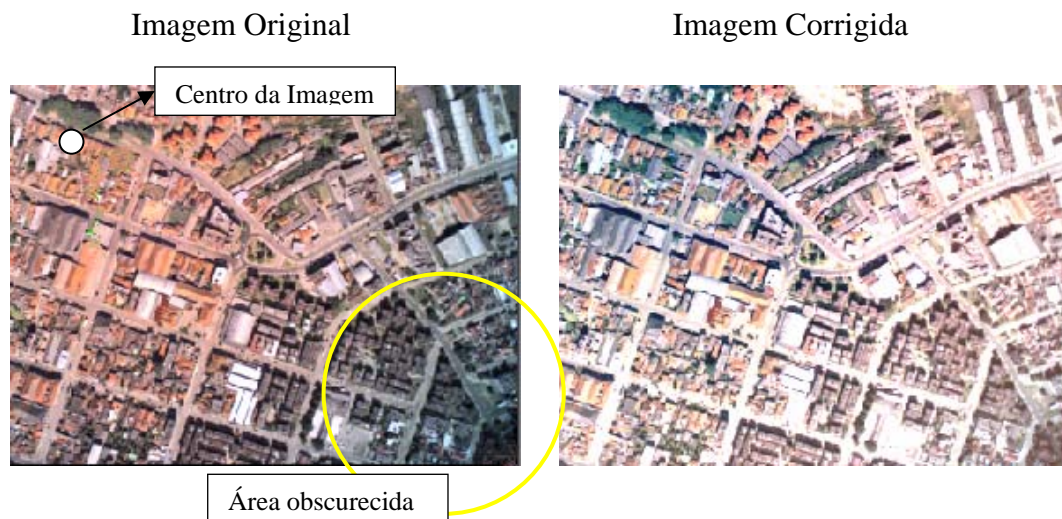 Imagem Original
Imagem Corrigida
Centro da Imagem
Área obscurecida